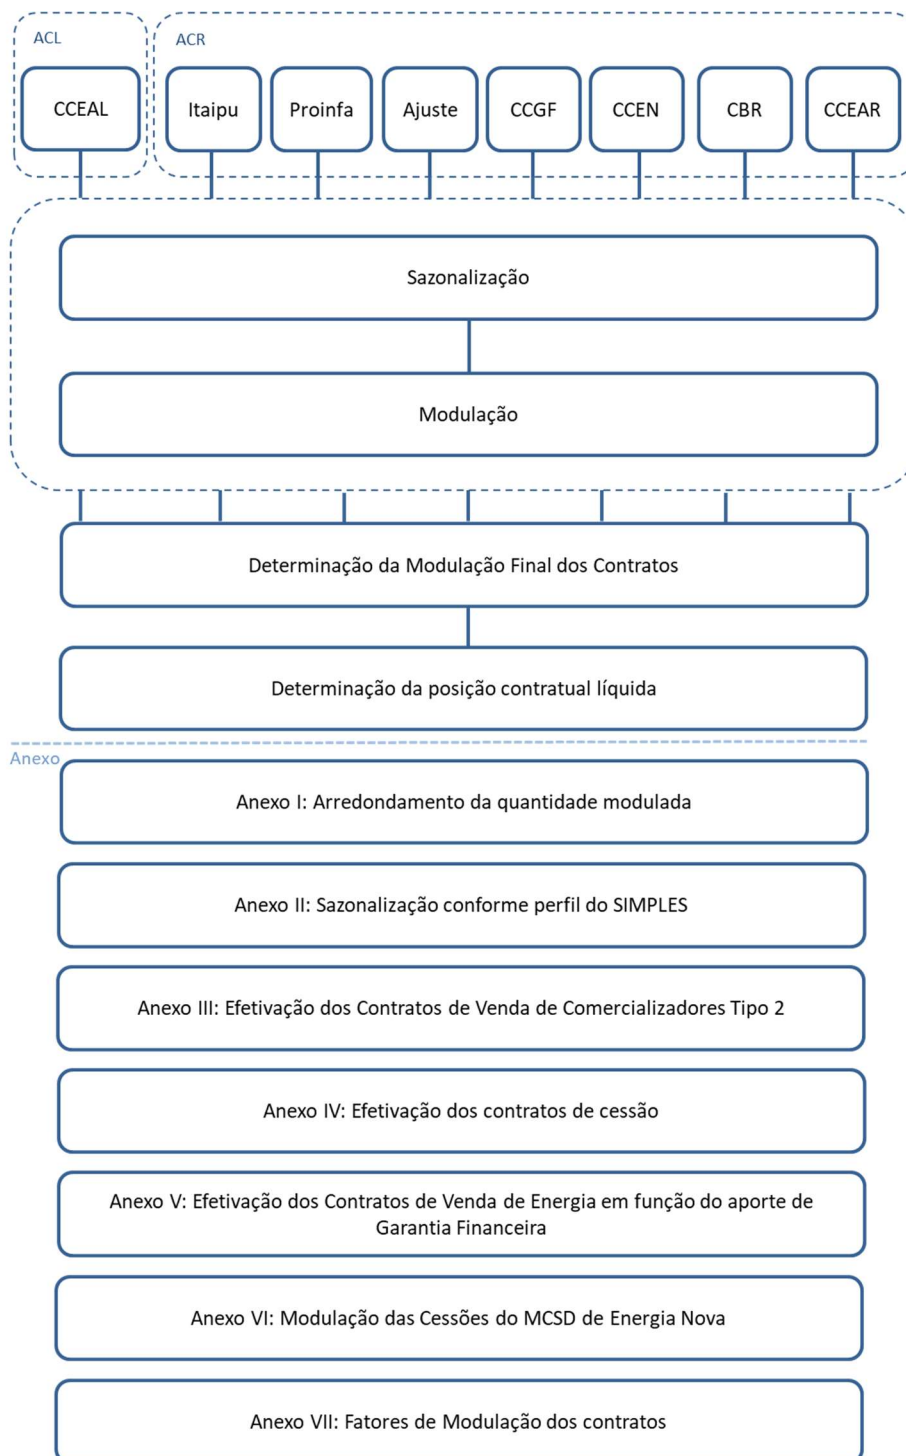 ACL
ACR
CCEAL
Itaipu
Proinfa
Ajuste
CCGF
CCEN
CBR
CCEAR
Sazonalização
Modulação
Determinação da Modulação Final dos Contratos
Determinação da posição contratual líquida
Anexo
Anexo I: Arredondamento da quantidade modulada
Anexo II: Sazonalização conforme perfil do SIMPLES
Anexo III: Efetivação dos Contratos de Venda de Comercializadores Tipo 2
Anexo IV: Efetivação dos contratos de cessão
Anexo V: Efetivação dos Contratos de Venda de Energia em função do aporte de
Garantia Financeira
Anexo VI: Modulação das Cessões do MCSD de Energia Nova
Anexo VII: Fatores de Modulação dos contratos